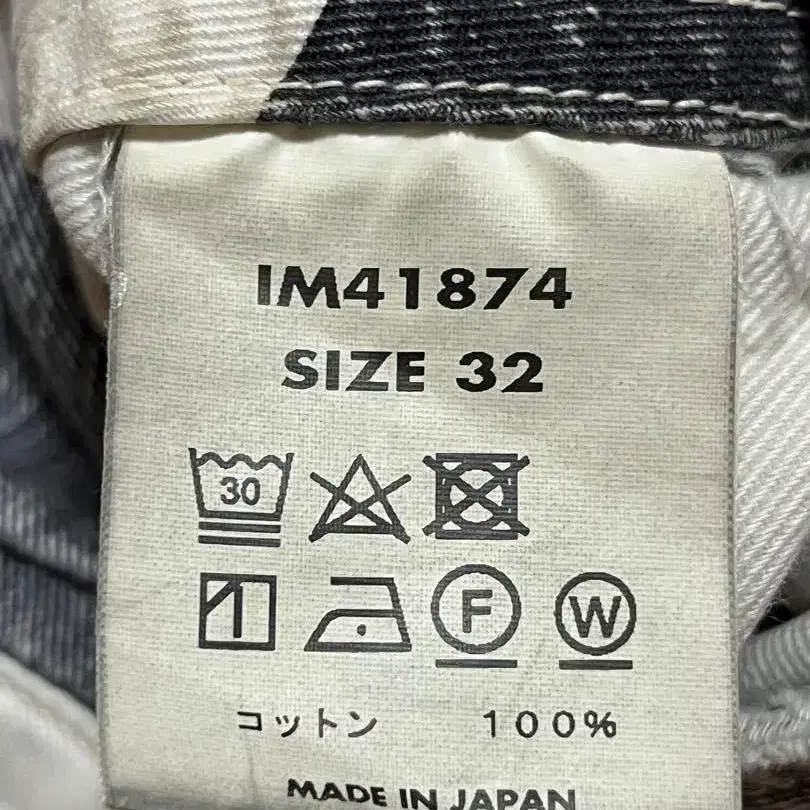 IM41874
SIZE 32
30
F W
コットン 100%
MADE IN JAPAN